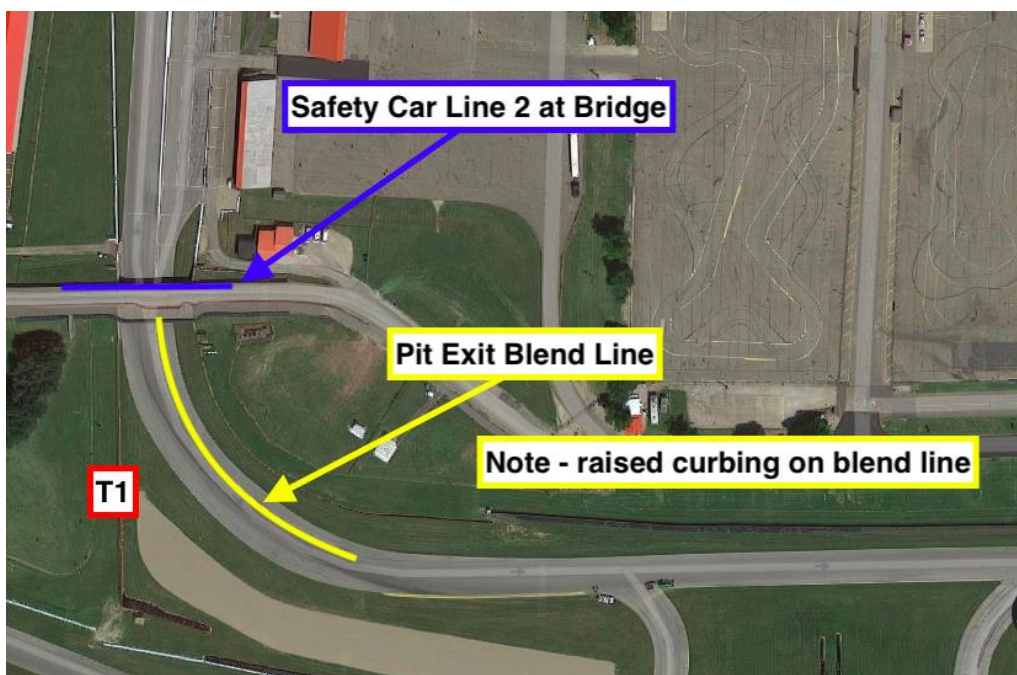 Safety Car Line 2 at Bridge
Pit Exit Blend Line
Note - raised curbing on blend line
T1